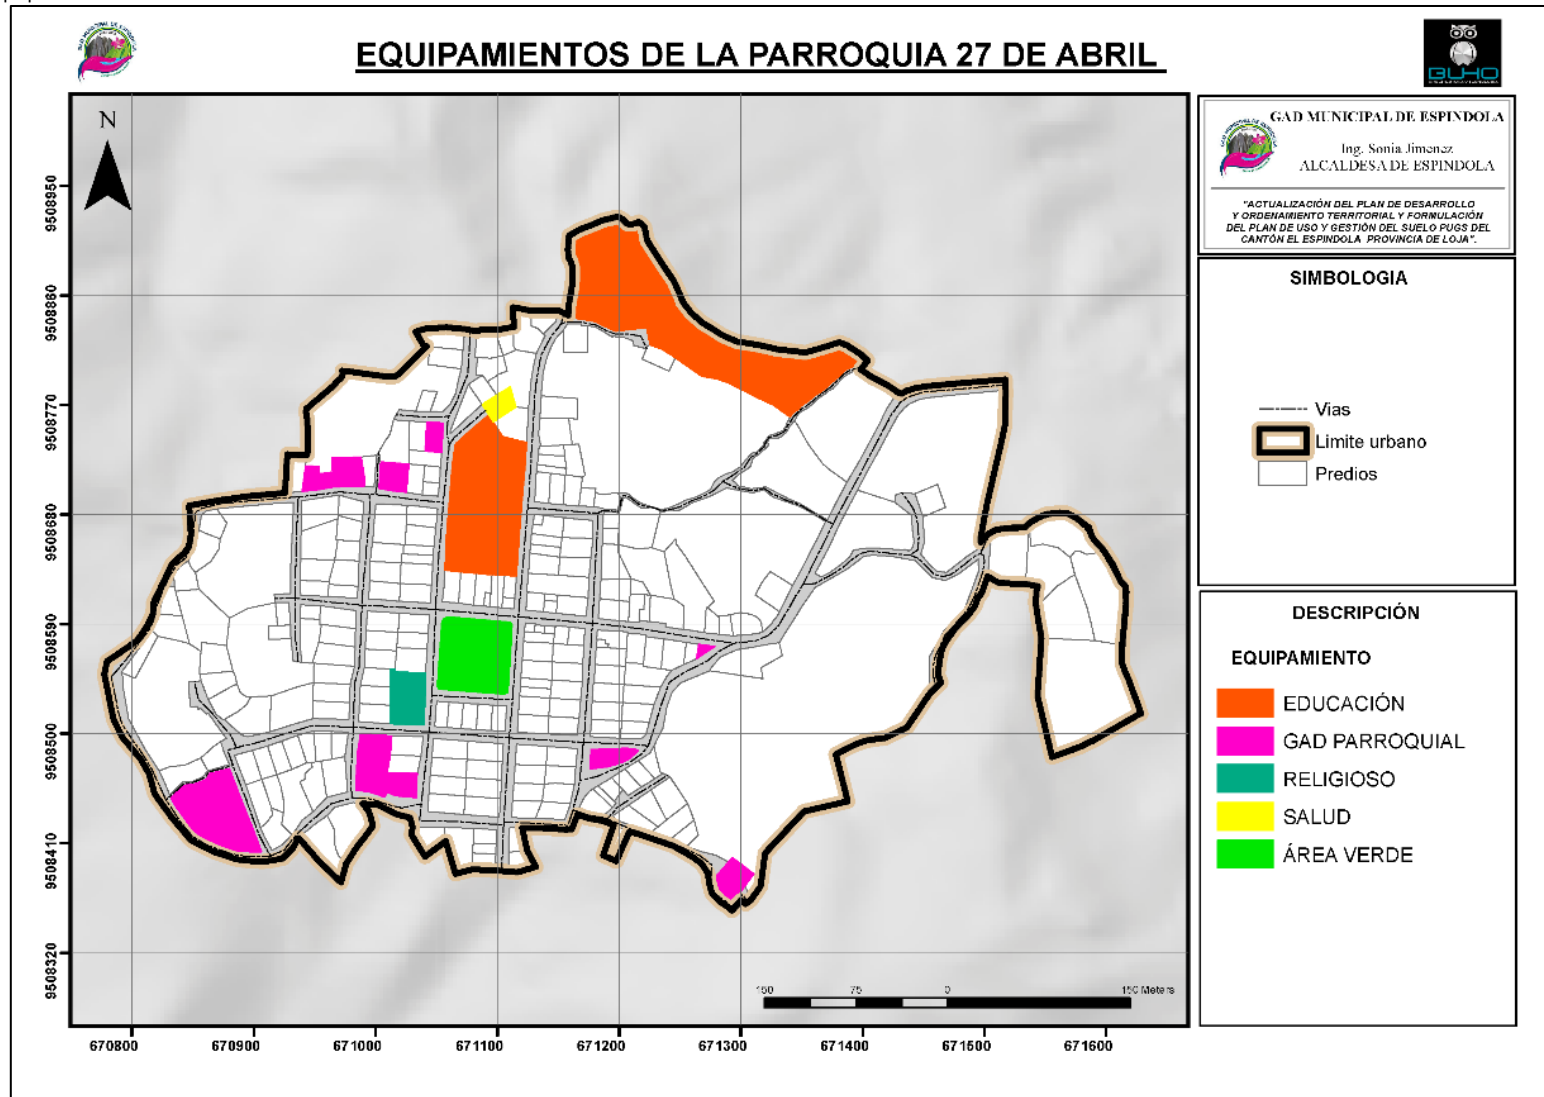 EQUIPAMIENTOS DE LA PARROQUIA 27 DE ABRIL
BUHO
N
GAD MUNICIPAL DE ESPINDOLA
Ing. Sonia Jimenez
ALCALDESA DE ESPINDOLA
"ACTUALIZACIÓN DEL PLAN DE DESARROLLO
Y ORDENAMIENTO TERRITORIAL Y FORMULACIÓN
DEL PLAN DE USO Y GESTIÓN DEL SUELO PUGS DEL
CANTÓN EL ESPINDOLA PROVINCIA DE LOJA".
SIMBOLOGIA
Vias
Limite urbano
Predios
DESCRIPCIÓN
EQUIPAMIENTO
EDUCACIÓN
GAD PARROQUIAL
RELIGIOSO
SALUD
ÁREA VERDE
9508950
9508860
9508770
9508680
9508590
9508500
9508410
9508320
150 75 0 150 Meters
670800 670900 671000 671100 671200 671300 671400 671500 671600